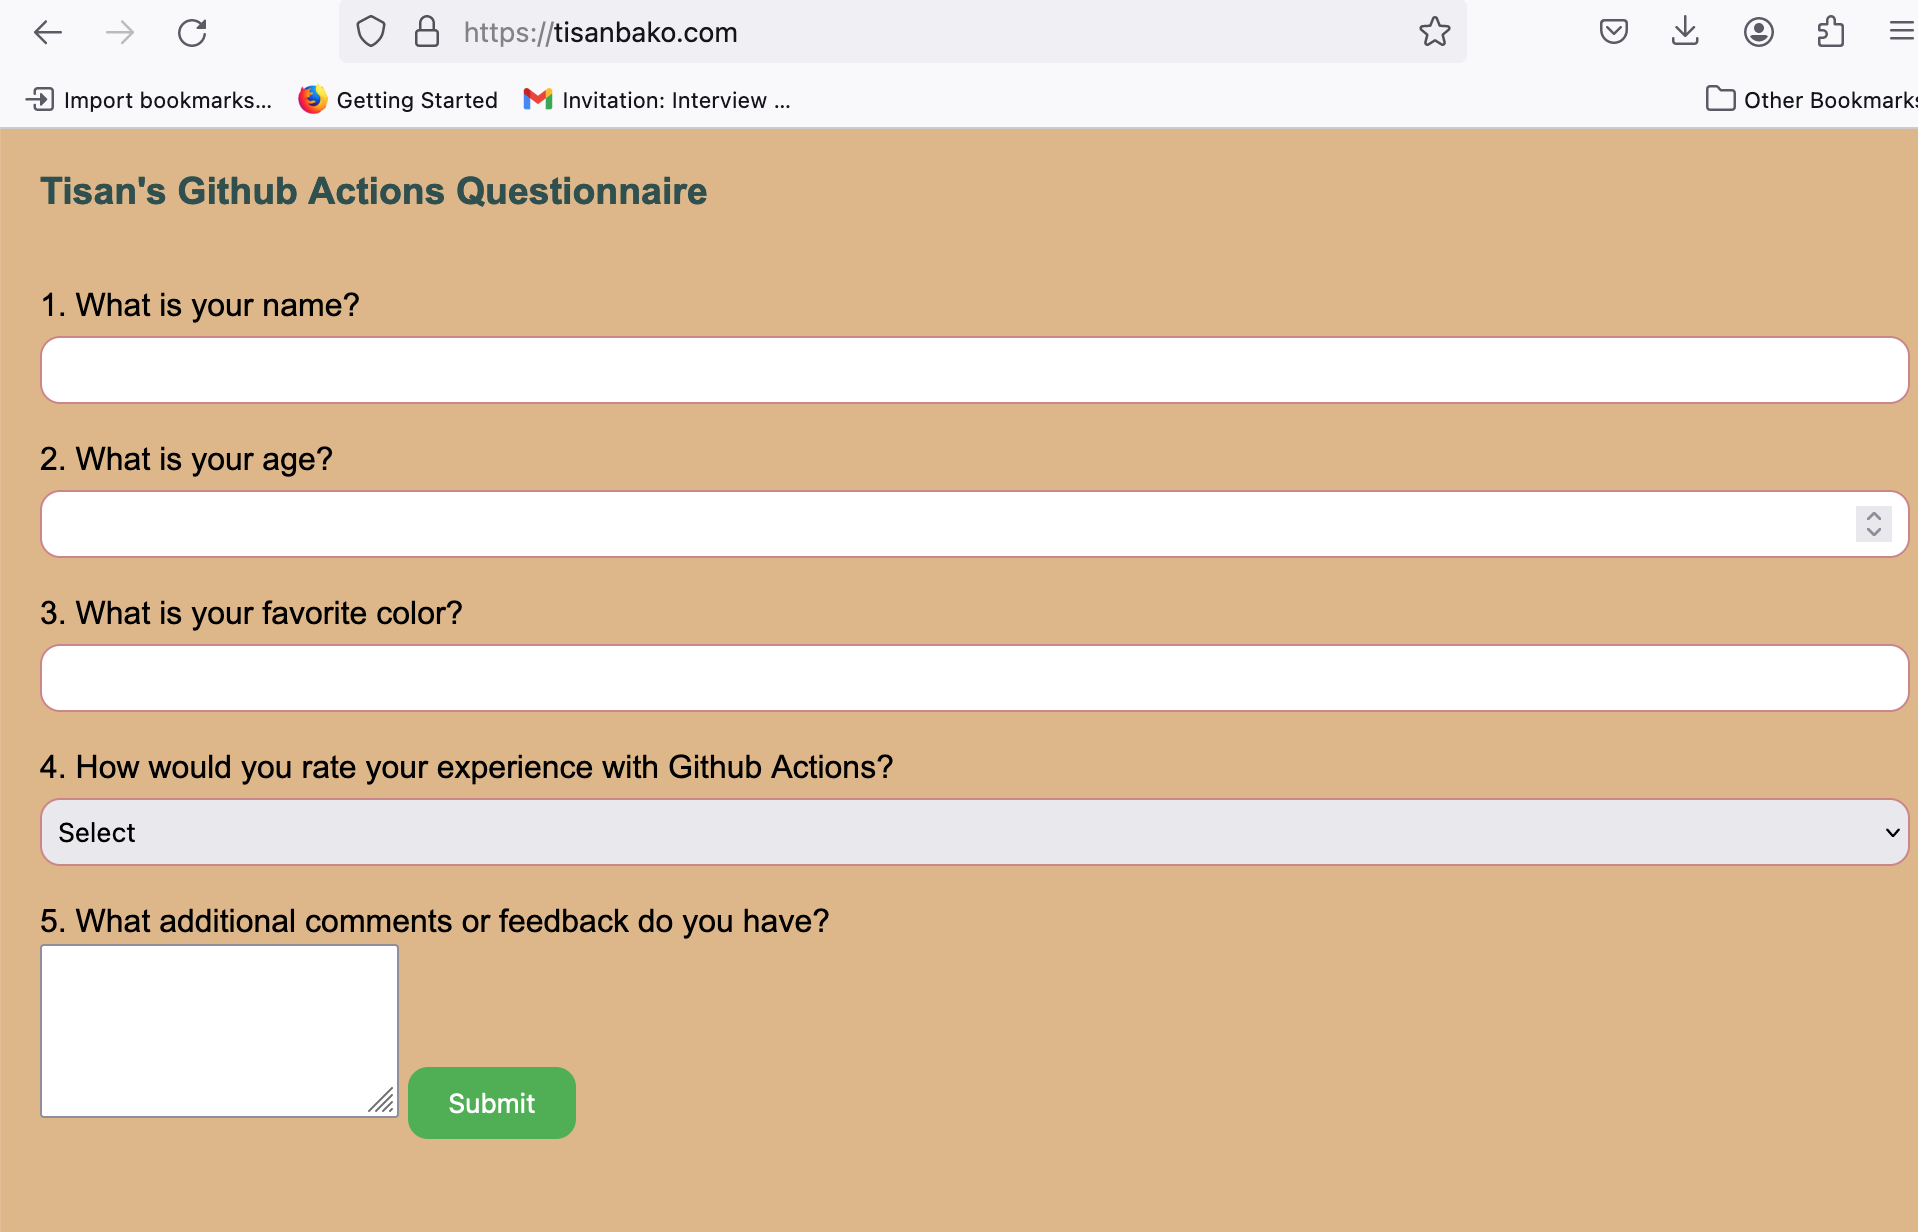 https://tisanbako.com
Import bookmarks... Getting Started Invitation: Interview ... Other Bookmarks
Tisan's Github Actions Questionnaire
1. What is your name?
2. What is your age?
3. What is your favorite color?
4. How would you rate your experience with Github Actions?
Select
5. What additional comments or feedback do you have?
Submit